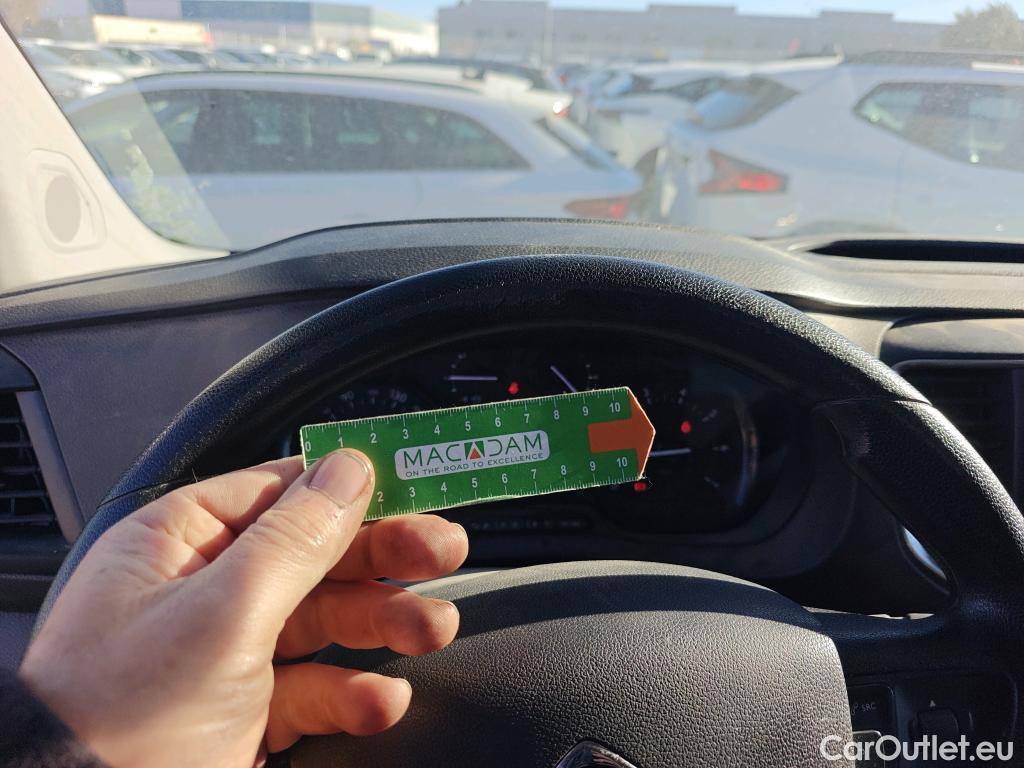 0 1 2 3 4 5 6 7 8 9 10
MACADAM
ON THE ROAD TO EXCELLENCE
2 3 4 5 6 7 8 9 10
SRC
CarOutlet.eu